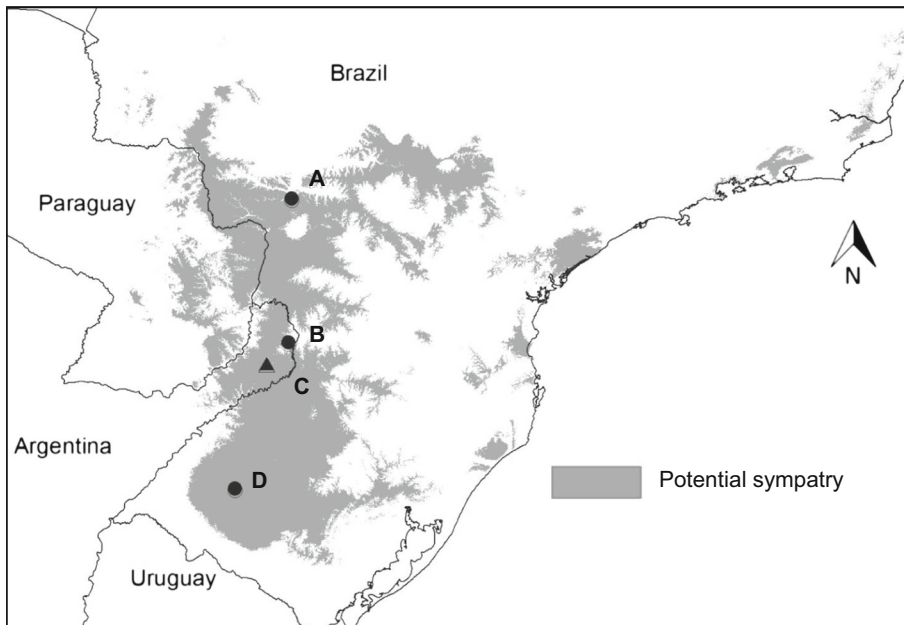 Brazil
A
Paraguay
N
B
C
Argentina
D
Potential sympatry
Uruguay